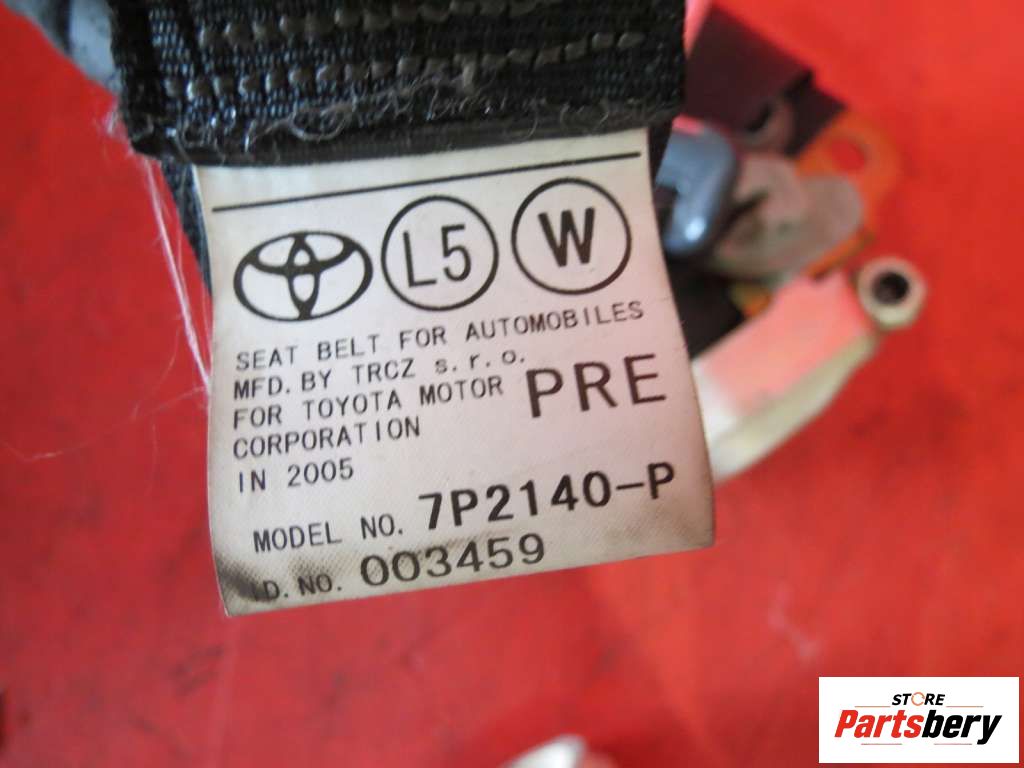 L5 W
SEAT BELT FOR AUTOMOBILES
MFD. BY TRCZ s.r.o.
FOR TOYOTA MOTOR
CORPORATION
IN 2005
PRE
MODEL NO. 7P2140-P
I.D. NO. 003459
STORE
Partsbery